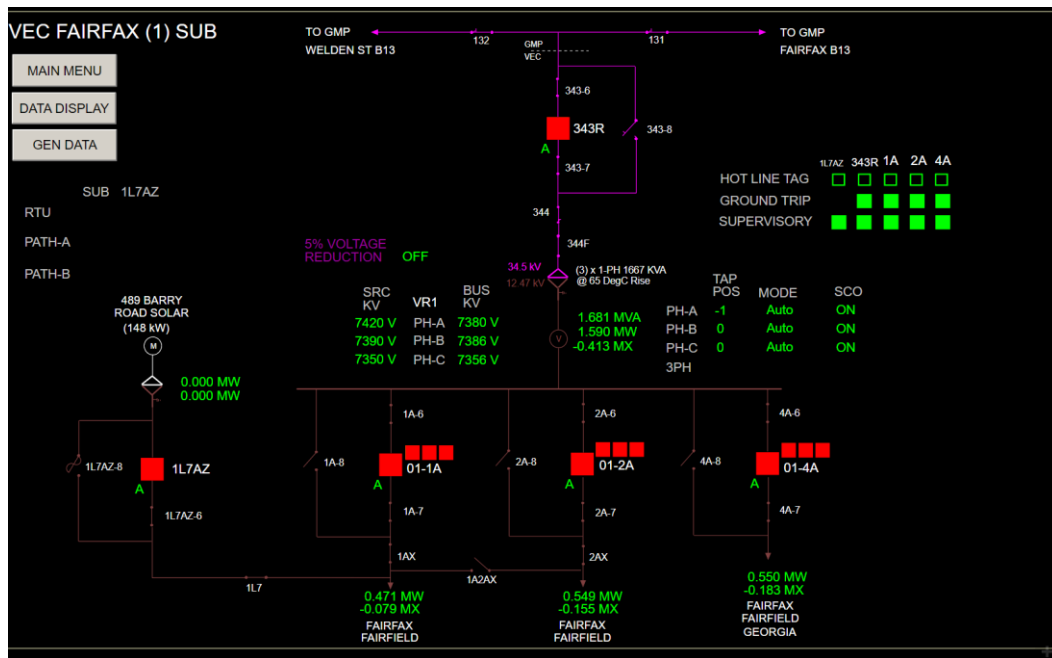 VEC FAIRFAX (1) SUB
MAIN MENU
DATA DISPLAY
GEN DATA
SUB 1L7AZ
RTU
PATH-A
PATH-B
TO GMP
WELDEN ST B13
132
131
TO GMP
FAIRFAX B13
GMP
VEC
343-6
343R
A
343-7
343-8
344
344F
1L7AZ 343R 1A 2A 4A
HOT LINE TAG
GROUND TRIP
SUPERVISORY
5% VOLTAGE
REDUCTION OFF
34.5 kV
12.47 kV
(3) x 1-PH 1667 KVA
@ 65 DegC Rise
SRC
KV
VR1
BUS
KV
7420 V PH-A 7380 V
7390 V PH-B 7386 V
7350 V PH-C 7356 V
1.681 MVA
1.590 MW
-0.413 MX
V
TAP
POS
MODE
SCO
PH-A -1 Auto ON
PH-B 0 Auto ON
PH-C 0 Auto ON
3PH
489 BARRY
ROAD SOLAR
(148 kW)
M
0.000 MW
0.000 MW
1L7AZ-8
1L7AZ
A
1L7AZ-6
1L7
1A-6
1A-8
01-1A
A
1A-7
1AX
1A2AX
0.471 MW
-0.079 MX
FAIRFAX
FAIRFIELD
2A-6
2A-8
01-2A
A
2A-7
2AX
0.549 MW
-0.155 MX
FAIRFAX
FAIRFIELD
4A-6
4A-8
01-4A
A
4A-7
0.550 MW
-0.183 MX
FAIRFAX
FAIRFIELD
GEORGIA